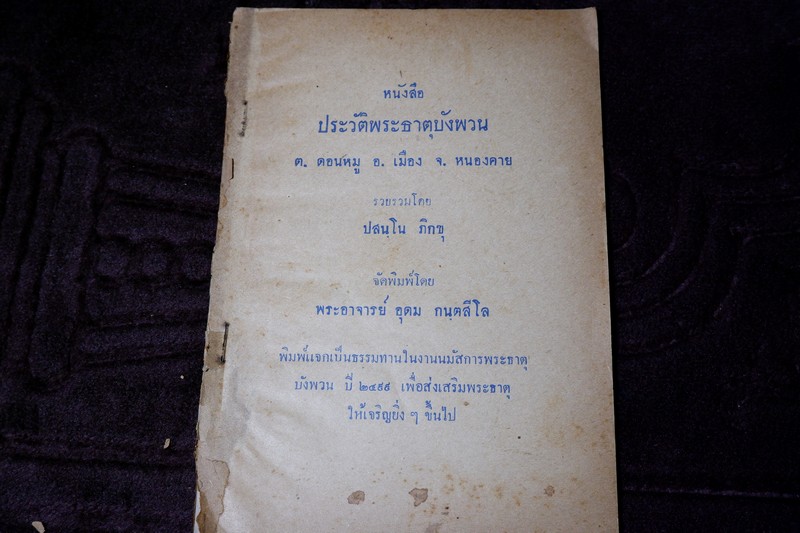 หนังสือ
ประวัติพระธาตุบังพวน
ต. ดอนหมู อ. เมือง จ. หนองคาย
รวบรวมโดย
ปสนฺโน ภิกขุ
จัดพิมพ์โดย
พระอาจารย์ อุดม กนฺตสีโล
พิมพ์แจกเป็นธรรมทานในงานนมัสการพระธาตุ
บังพวน ปี ๒๔๙๙ เพื่อส่งเสริมพระธาตุ
ให้เจริญยิ่ง ๆ ขึ้นไป